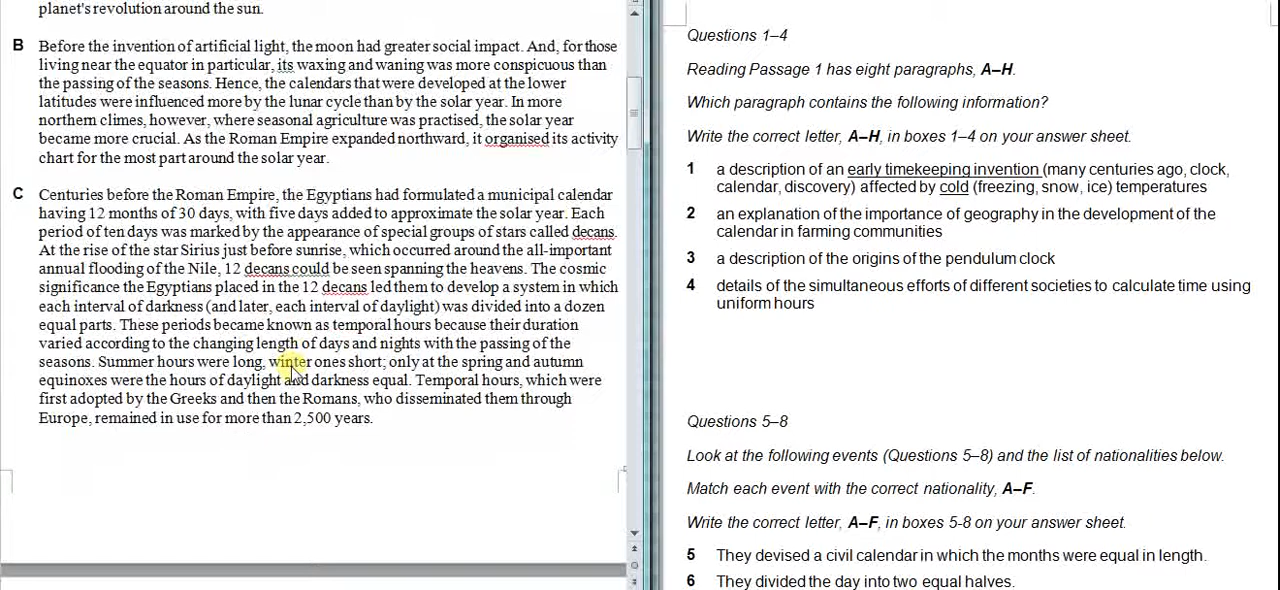 planet's revolution around the sun.
B Before the invention of artificial light, the moon had greater social impact. And, for those
living near the equator in particular, its waxing and waning was more conspicuous than
the passing of the seasons. Hence, the calendars that were developed at the lower
latitudes were influenced more by the lunar cycle than by the solar year. In more
northern climes, however, where seasonal agriculture was practised, the solar year
became more crucial. As the Roman Empire expanded northward, it organised its activity
chart for the most part around the solar year.
C Centuries before the Roman Empire, the Egyptians had formulated a municipal calendar
having 12 months of 30 days, with five days added to approximate the solar year. Each
period of ten days was marked by the appearance of special groups of stars called decans.
At the rise of the star Sirius just before sunrise, which occurred around the all-important
annual flooding of the Nile, 12 decans could be seen spanning the heavens. The cosmic
significance the Egyptians placed in the 12 decans led them to develop a system in which
each interval of darkness (and later, each interval of daylight) was divided into a dozen
equal parts. These periods became known as temporal hours because their duration
varied according to the changing length of days and nights with the passing of the
seasons. Summer hours were long, winter ones short; only at the spring and autumn
equinoxes were the hours of daylight and darkness equal. Temporal hours, which were
first adopted by the Greeks and then the Romans, who disseminated them through
Europe, remained in use for more than 2,500 years.
Questions 1–4
Reading Passage 1 has eight paragraphs, A–H.
Which paragraph contains the following information?
Write the correct letter, A–H, in boxes 1–4 on your answer sheet.
1 a description of an early timekeeping invention (many centuries ago, clock,
calendar, discovery) affected by cold (freezing, snow, ice) temperatures
2 an explanation of the importance of geography in the development of the
calendar in farming communities
3 a description of the origins of the pendulum clock
4 details of the simultaneous efforts of different societies to calculate time using
uniform hours
Questions 5–8
Look at the following events (Questions 5–8) and the list of nationalities below.
Match each event with the correct nationality, A–F.
Write the correct letter, A–F, in boxes 5-8 on your answer sheet.
5 They devised a civil calendar in which the months were equal in length.
6 They divided the day into two equal halves.